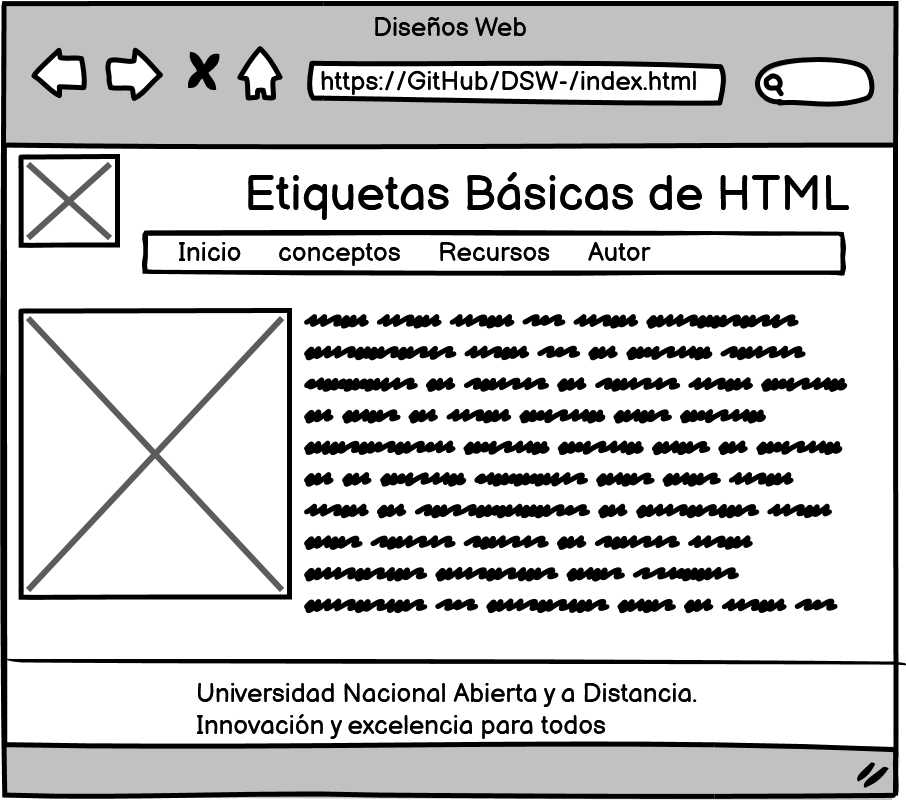 Diseños Web
https://GitHub/DSW-/index.html
Etiquetas Básicas de HTML
Inicio conceptos Recursos Autor
Universidad Nacional Abierta y a Distancia.
Innovación y excelencia para todos